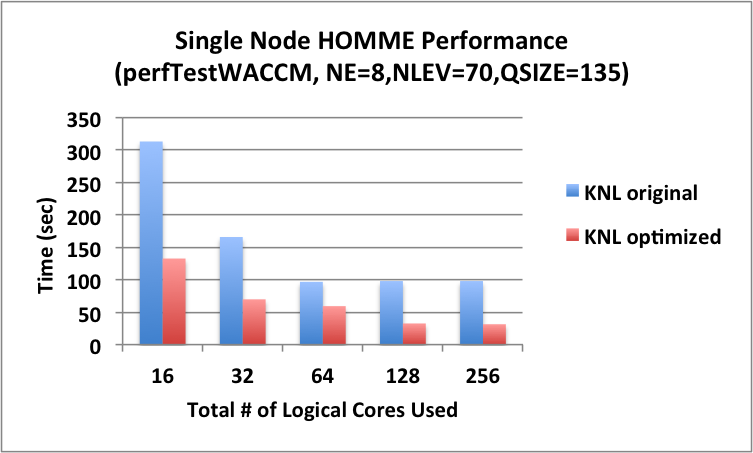 Single Node HOMME Performance
(perfTestWACCM, NE=8,NLEV=70,QSIZE=135)
350
300
250
200
150
100
50
0
Time (sec)
16 32 64 128 256
Total # of Logical Cores Used
KNL original
KNL optimized